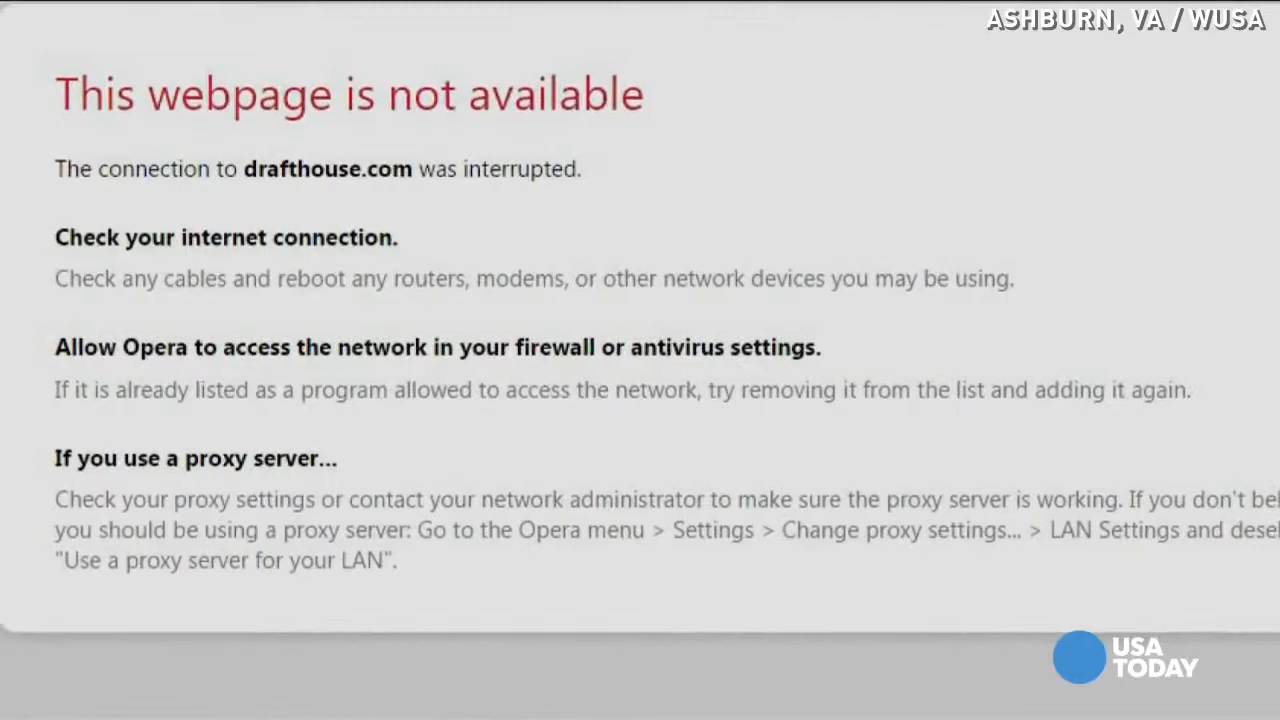 ASHBURN, VA / WUSA
This webpage is not available
The connection to drafthouse.com was interrupted.
Check your internet connection.
Check any cables and reboot any routers, modems, or other network devices you may be using.
Allow Opera to access the network in your firewall or antivirus settings.
If it is already listed as a program allowed to access the network, try removing it from the list and adding it again.
If you use a proxy server...
Check your proxy settings or contact your network administrator to make sure the proxy server is working. If you don't bel
you should be using a proxy server: Go to the Opera menu > Settings > Change proxy settings... > LAN Settings and desel
"Use a proxy server for your LAN".
USA
TODAY